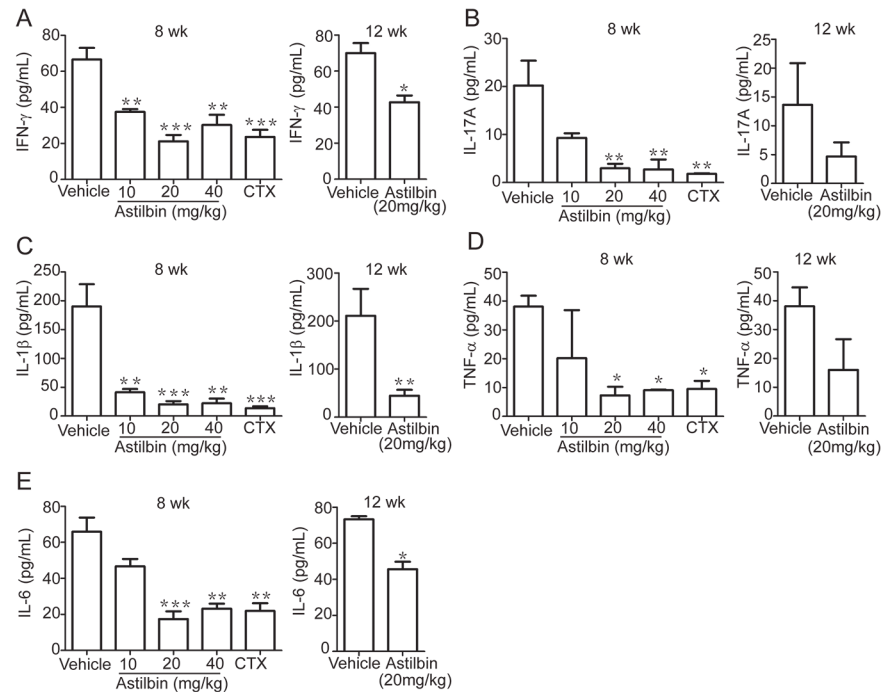 A
8 wk
IFN-γ (pg/mL)
80
60
40
20
0
** *** ** ***
Vehicle 10 20 40 CTX
Astilbin (mg/kg)
12 wk
IFN-γ (pg/mL)
80
60
40
20
0
*
Vehicle Astilbin
(20mg/kg)
B
8 wk
IL-17A (pg/mL)
30
20
10
0
** ** **
Vehicle 10 20 40 CTX
Astilbin (mg/kg)
12 wk
IL-17A (pg/mL)
25
20
15
10
5
0
Vehicle Astilbin
(20mg/kg)
C
8 wk
IL-1β (pg/mL)
250
200
150
100
50
0
** *** ** ***
Vehicle 10 20 40 CTX
Astilbin (mg/kg)
12 wk
IL-1β (pg/mL)
300
200
100
0
**
Vehicle Astilbin
(20mg/kg)
D
8 wk
TNF-α (pg/mL)
50
40
30
20
10
0
* * *
Vehicle 10 20 40 CTX
Astilbin (mg/kg)
12 wk
TNF-α (pg/mL)
50
40
30
20
10
0
Vehicle Astilbin
(20mg/kg)
E
8 wk
IL-6 (pg/mL)
80
60
40
20
0
*** ** **
Vehicle 10 20 40 CTX
Astilbin (mg/kg)
12 wk
IL-6 (pg/mL)
80
60
40
20
0
*
Vehicle Astilbin
(20mg/kg)